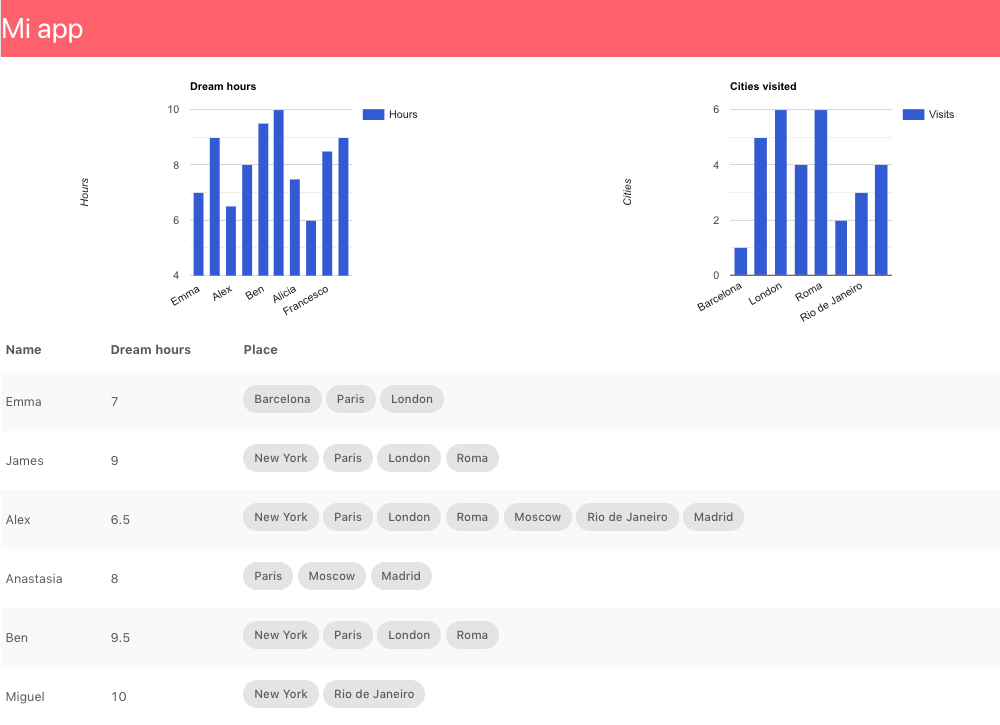 Mi app
Dream hours
10
8
6
4
Hours
Hours
Emma
Alex
Ben
Alicia
Francesco
Cities visited
6
4
2
0
Cities
Visits
Barcelona
London
Roma
Rio de Janeiro
Name Dream hours Place
Emma 7 Barcelona Paris London
James 9 New York Paris London Roma
Alex 6.5 New York Paris London Roma Moscow Rio de Janeiro Madrid
Anastasia 8 Paris Moscow Madrid
Ben 9.5 New York Paris London Roma
Miguel 10 New York Rio de Janeiro